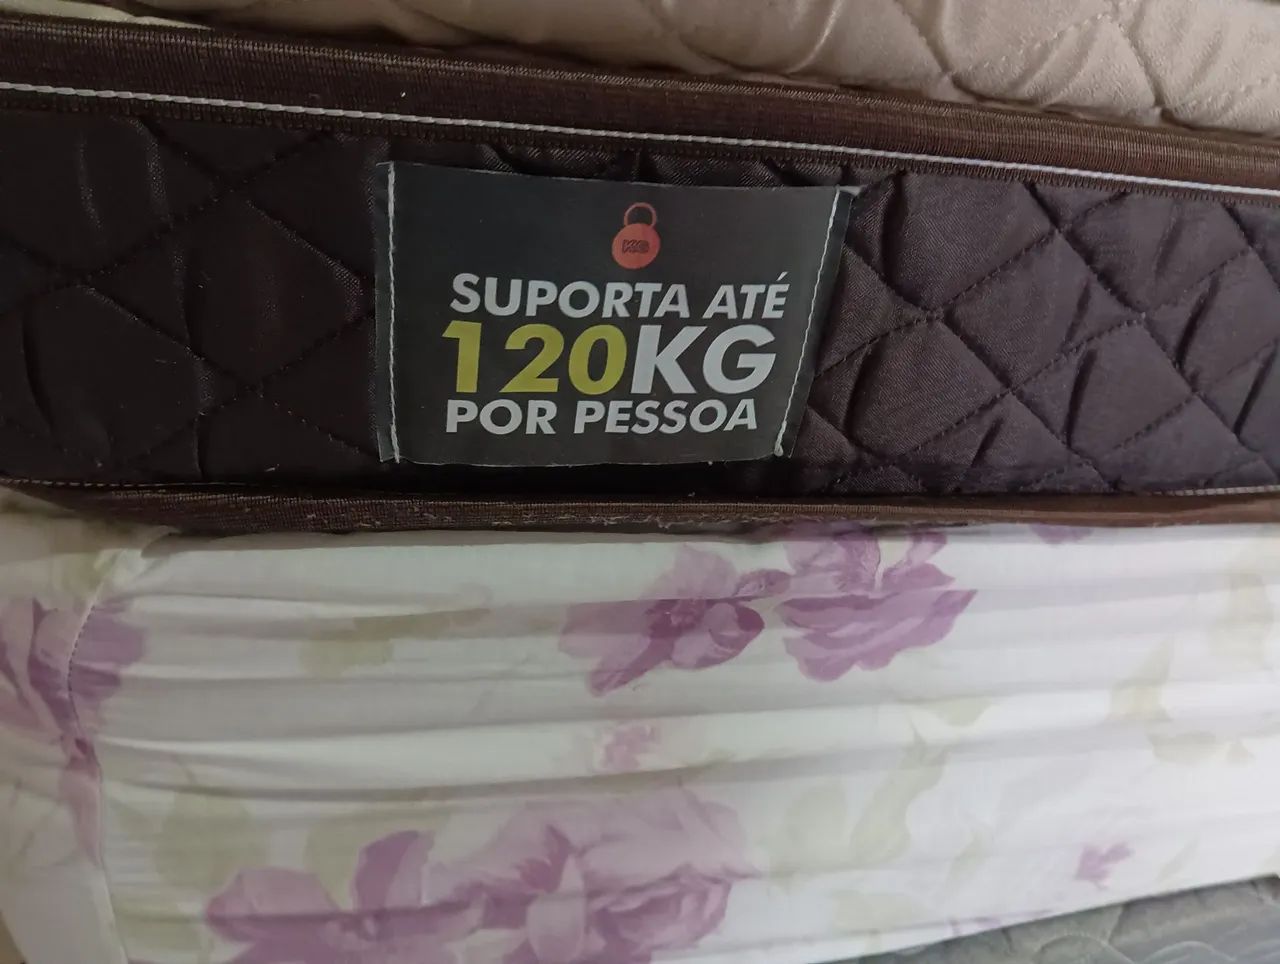 KG
SUPORTA ATÉ
120KG
POR PESSOA